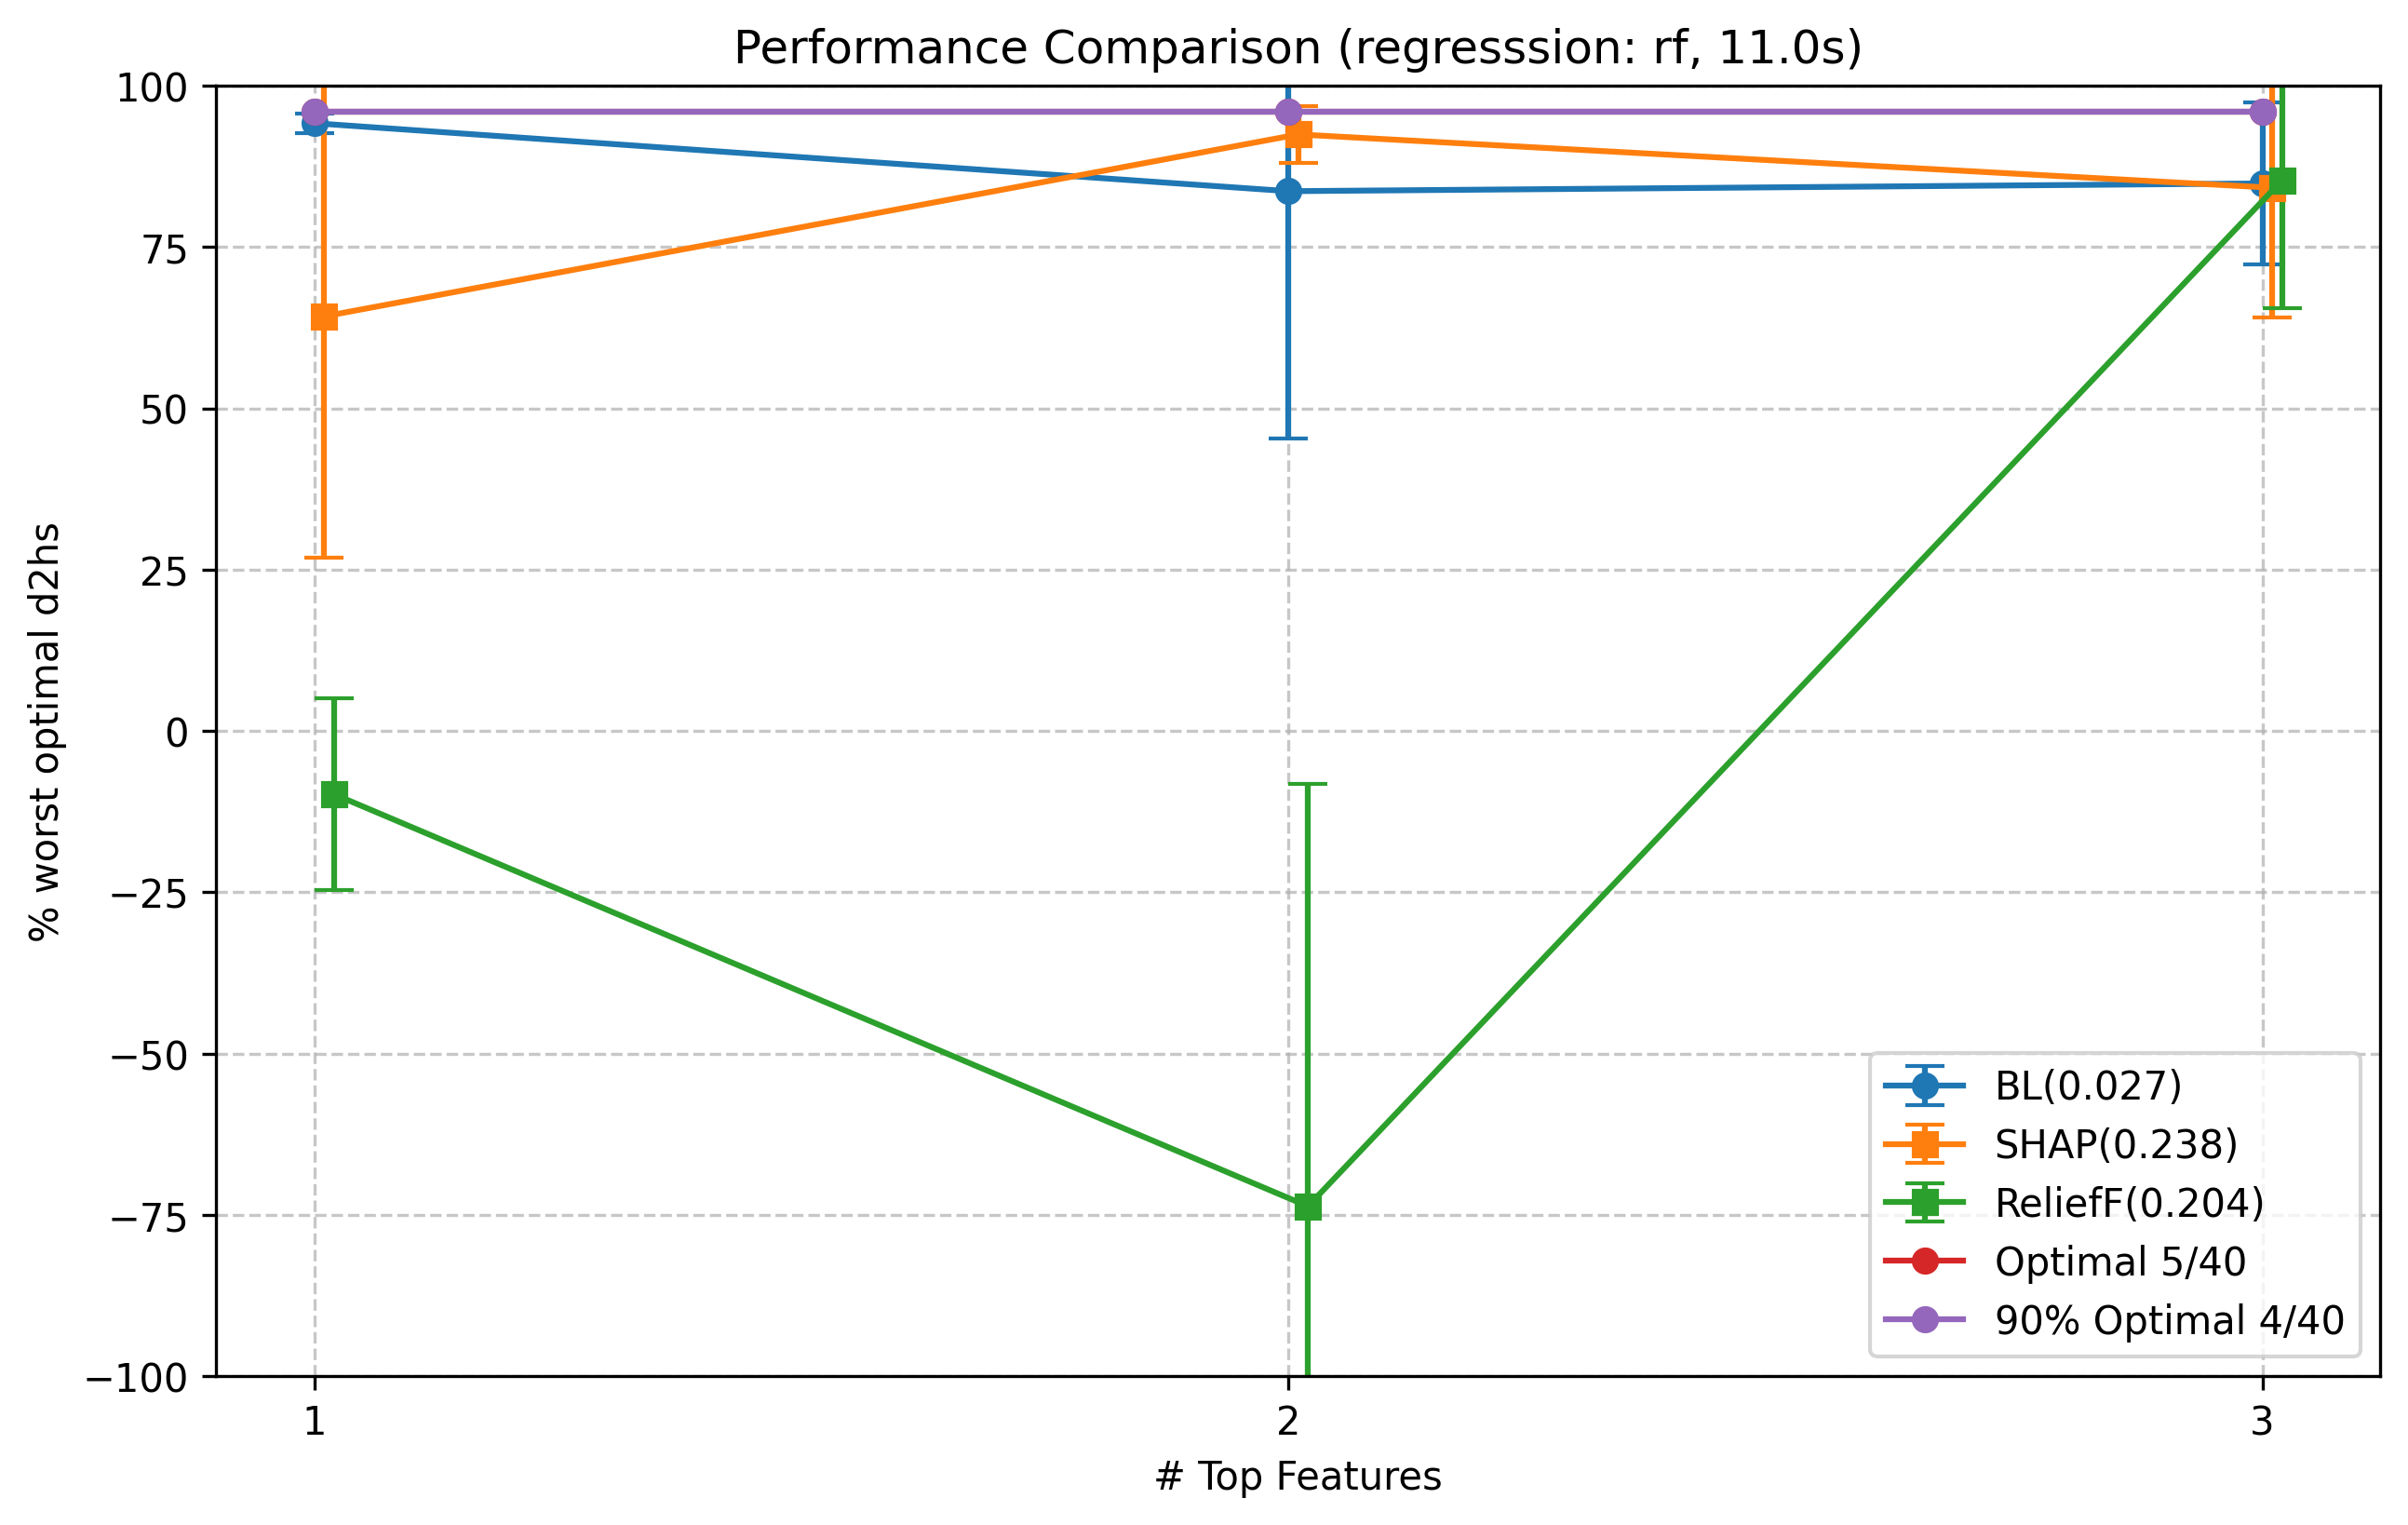 Performance Comparison (regresssion: rf, 11.0s)
% worst optimal d2hs
100
75
50
25
0
−25
−50
−75
−100
1
2
3
# Top Features
BL(0.027)
SHAP(0.238)
ReliefF(0.204)
Optimal 5/40
90% Optimal 4/40